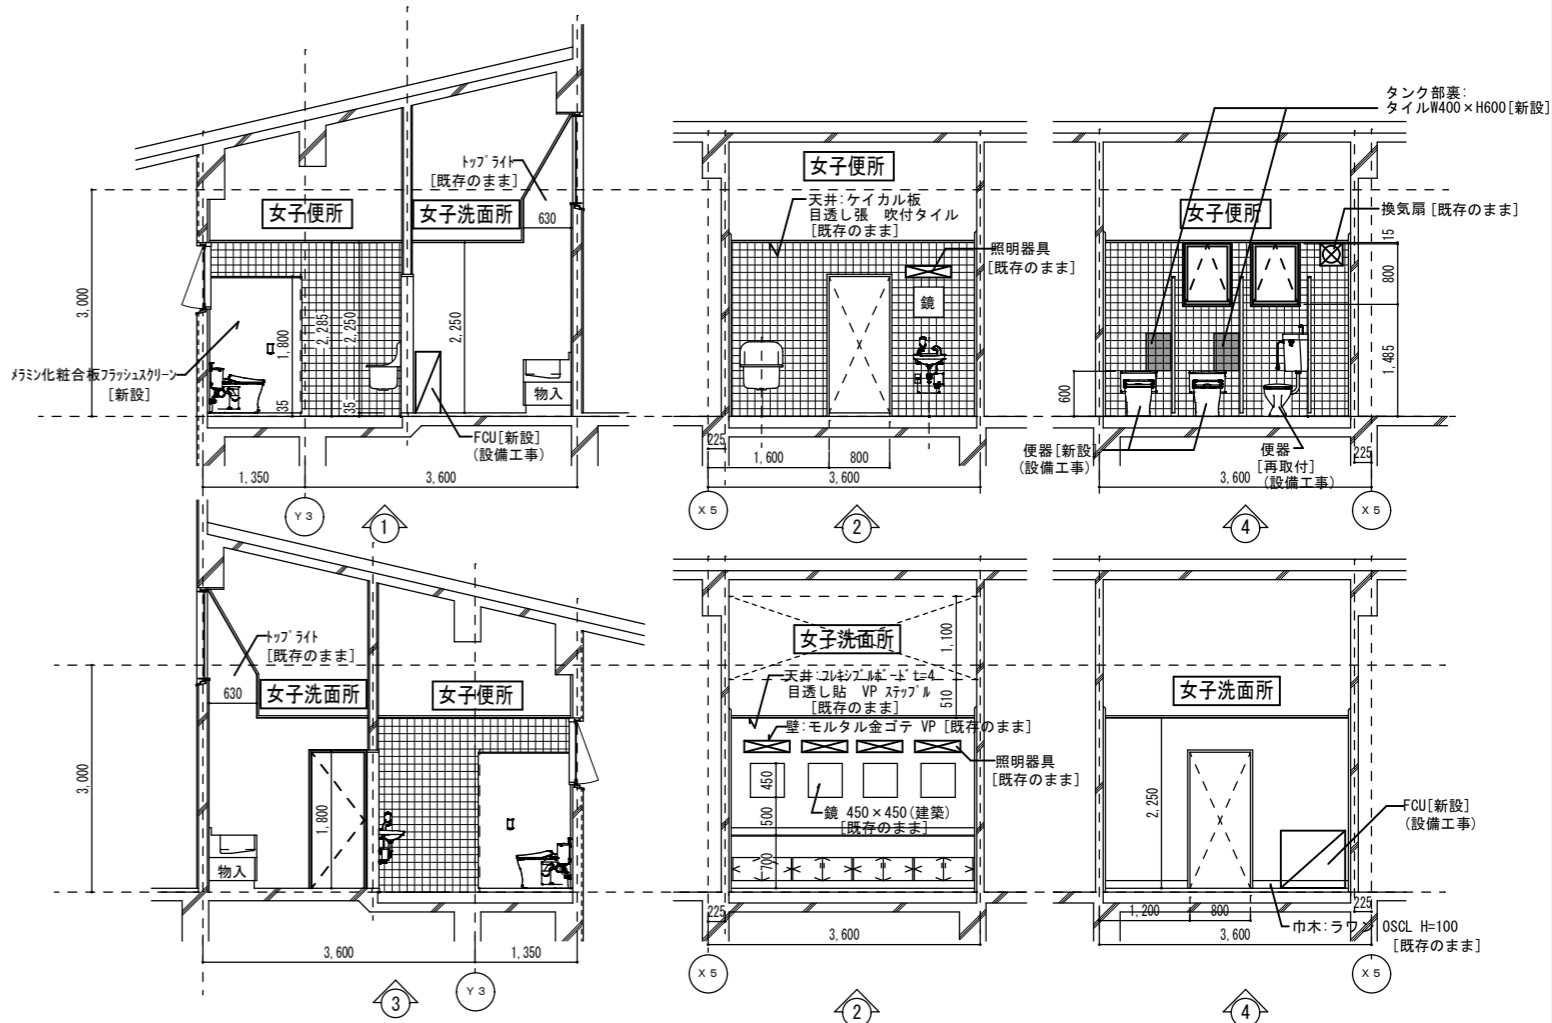 タンク部裏:
タイルW400×H600[新設]
トップライト
[既存のまま]
女子便所
女子洗面所
630
3,000
1,800
2,285
2,250
2,250
35
35
メラミン化粧合板フラッシュスクリーン
[新設]
物入
FCU[新設]
(設備工事)
1,350
3,600
Y3
1
女子便所
天井:ケイカル板
目透し張 吹付タイル
[既存のまま]
照明器具
[既存のまま]
鏡
225
1,600
800
3,600
X5
2
女子便所
換気扇[既存のまま]
15
800
1,485
600
便器[新設]
(設備工事)
便器
[再取付]
(設備工事)
225
3,600
X5
4
トップライト
[既存のまま]
630
女子洗面所
女子便所
3,000
1,800
物入
3,600
1,350
Y3
3
女子洗面所
1,100
510
天井:フレキシブルボードt=4
目透し貼 VP ステップル
[既存のまま]
壁:モルタル金ゴテ VP[既存のまま]
照明器具
[既存のまま]
450
500
700
鏡 450×450(建築)
[既存のまま]
225
3,600
X5
2
女子洗面所
2,250
FCU[新設]
(設備工事)
1,200
800
225
3,600
巾木:ラワン OSCL H=100
[既存のまま]
X5
4